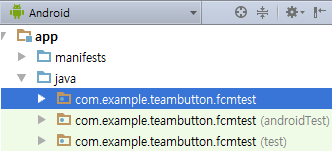 Android
app
manifests
java
com.example.teambutton.fcmtest
com.example.teambutton.fcmtest (androidTest)
com.example.teambutton.fcmtest (test)